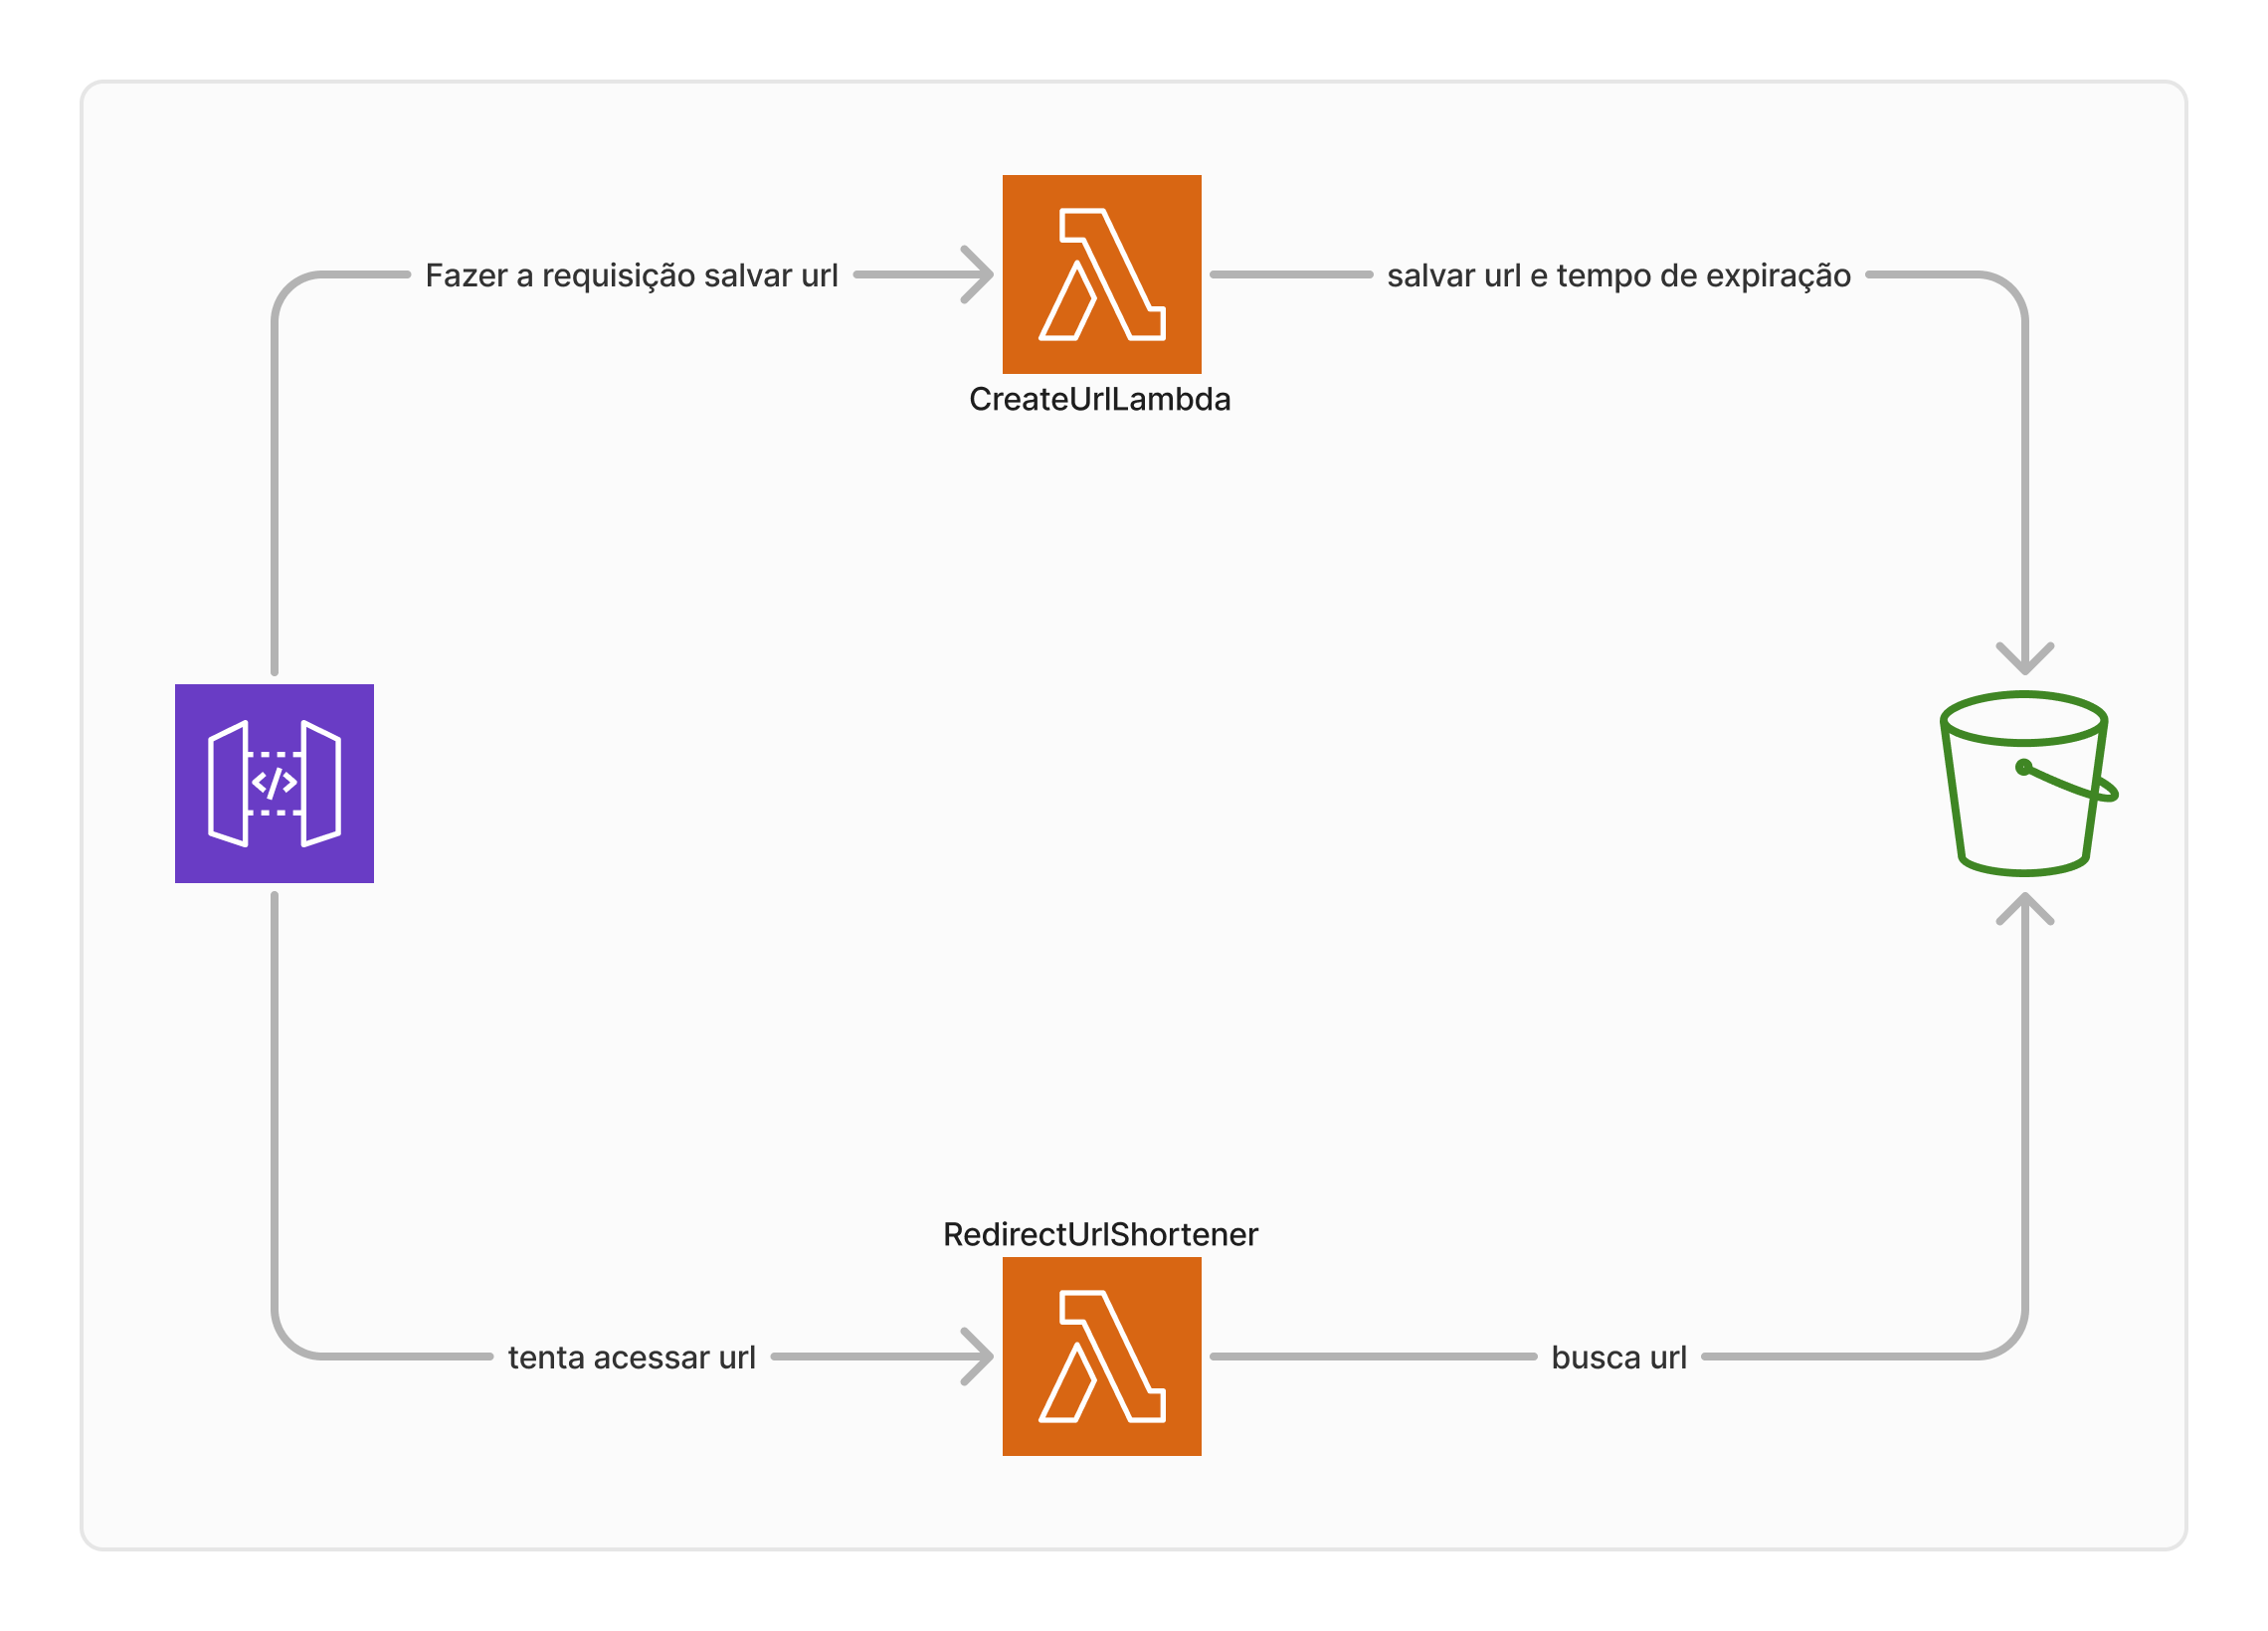 Fazer a requisição salvar url
salvar url e tempo de expiração
CreateUrlLambda
</>
RedirectUrlShortener
tenta acessar url
busca url